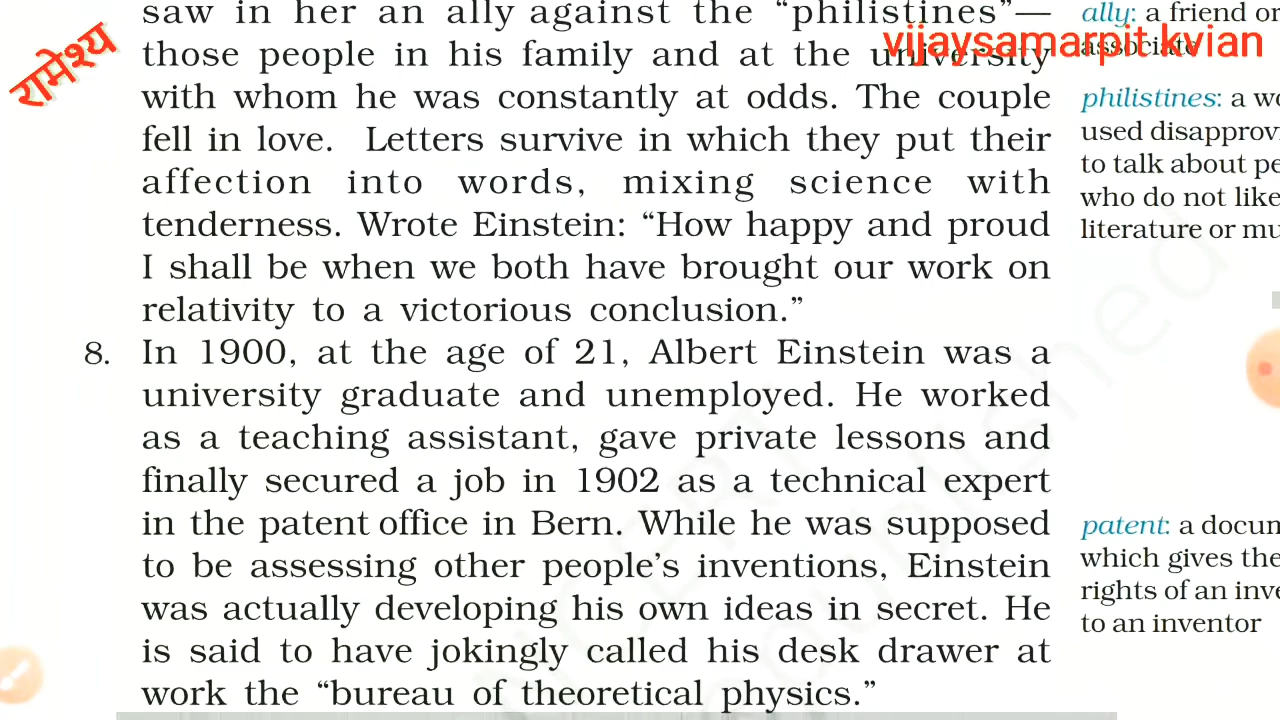 रामेश्य
vijaysamarpit.kvian
saw in her an ally against the “philistines”—
those people in his family and at the university
with whom he was constantly at odds. The couple
fell in love. Letters survive in which they put their
affection into words, mixing science with
tenderness. Wrote Einstein: “How happy and proud
I shall be when we both have brought our work on
relativity to a victorious conclusion.”
8. In 1900, at the age of 21, Albert Einstein was a
university graduate and unemployed. He worked
as a teaching assistant, gave private lessons and
finally secured a job in 1902 as a technical expert
in the patent office in Bern. While he was supposed
to be assessing other people’s inventions, Einstein
was actually developing his own ideas in secret. He
is said to have jokingly called his desk drawer at
work the “bureau of theoretical physics.”
ally: a friend or
associate
philistines: a
used
to talk about
who do not like
literature or
patent: a
which gives the
rights of an
to an inventor